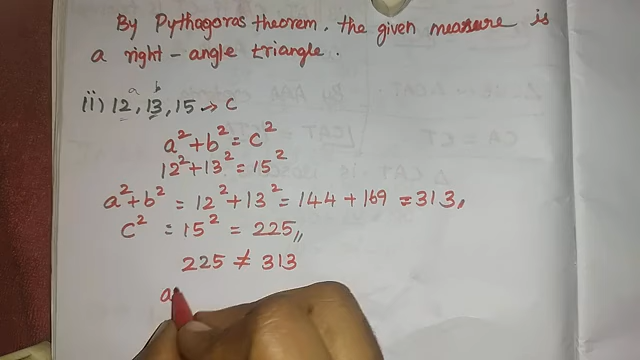 By Pythagoras theorem, the given measure is
a right-angle triangle.
a b
ii) 12, 13, 15 → c
a² + b² = c²
12² + 13² = 15²
a² + b² = 12² + 13² = 144 + 169 = 313,
c² = 15² = 225,,
225 ≠ 313
a